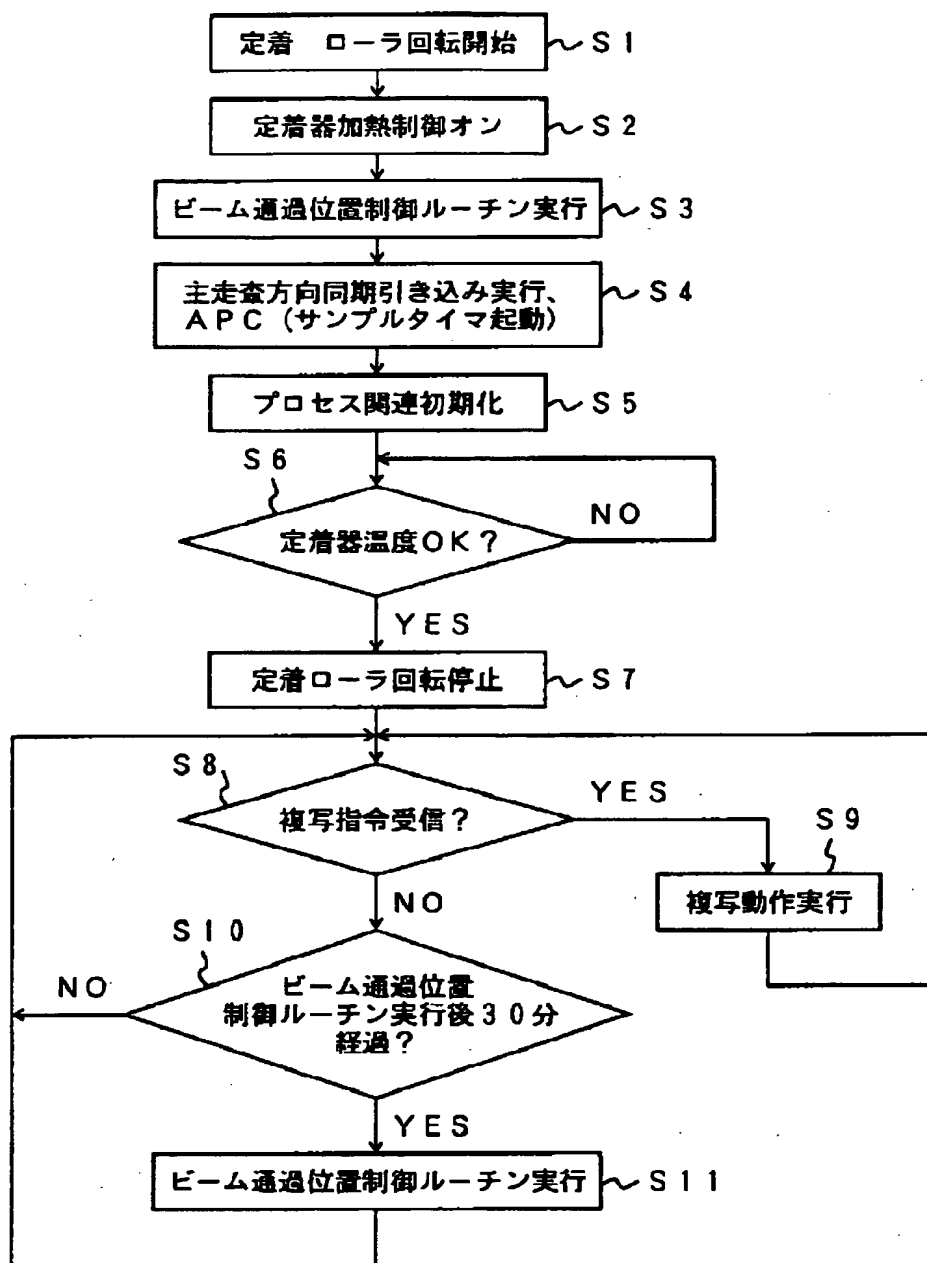 定着 ローラ回転開始 S1
定着器加熱制御オン S2
ビーム通過位置制御ルーチン実行 S3
主走査方向同期引き込み実行、 S4
APC(サンプルタイマ起動)
プロセス関連初期化 S5
S6
NO
定着器温度OK?
YES
定着ローラ回転停止 S7
S8
YES
複写指令受信?
S9
NO
複写動作実行
S10
NO
ビーム通過位置
制御ルーチン実行後30分
経過?
YES
ビーム通過位置制御ルーチン実行 S11